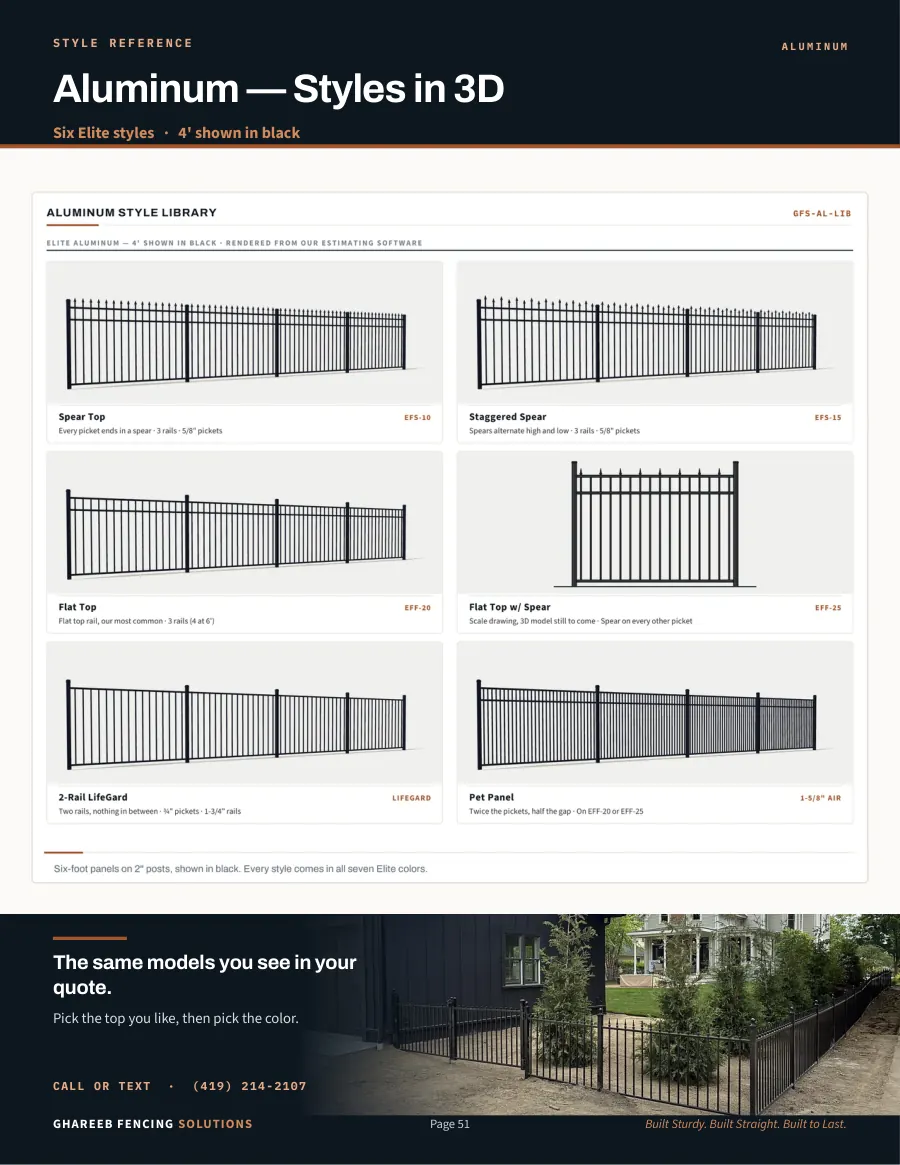 STYLE REFERENCE
ALUMINUM
Aluminum — Styles in 3D
Six Elite styles · 4' shown in black
ALUMINUM STYLE LIBRARY
GFS-AL-LIB
ELITE ALUMINUM — 4' SHOWN IN BLACK · RENDERED FROM OUR ESTIMATING SOFTWARE
Spear Top
EFS-10
Every picket ends in a spear · 3 rails · 5/8" pickets
Staggered Spear
EFS-15
Spears alternate high and low · 3 rails · 5/8" pickets
Flat Top
EFF-20
Flat top rail, our most common · 3 rails (4 at 6')
Flat Top w/ Spear
EFF-25
Scale drawing, 3D model still to come · Spear on every other picket
2-Rail LifeGard
LIFEGARD
Two rails, nothing in between · ¾" pickets · 1-3/4" rails
Pet Panel
1-5/8" AIR
Twice the pickets, half the gap · On EFF-20 or EFF-25
Six-foot panels on 2" posts, shown in black. Every style comes in all seven Elite colors.
The same models you see in your
quote.
Pick the top you like, then pick the color.
CALL OR TEXT · (419) 214-2107
GHAREEB FENCING SOLUTIONS
Page 51
Built Sturdy. Built Straight. Built to Last.